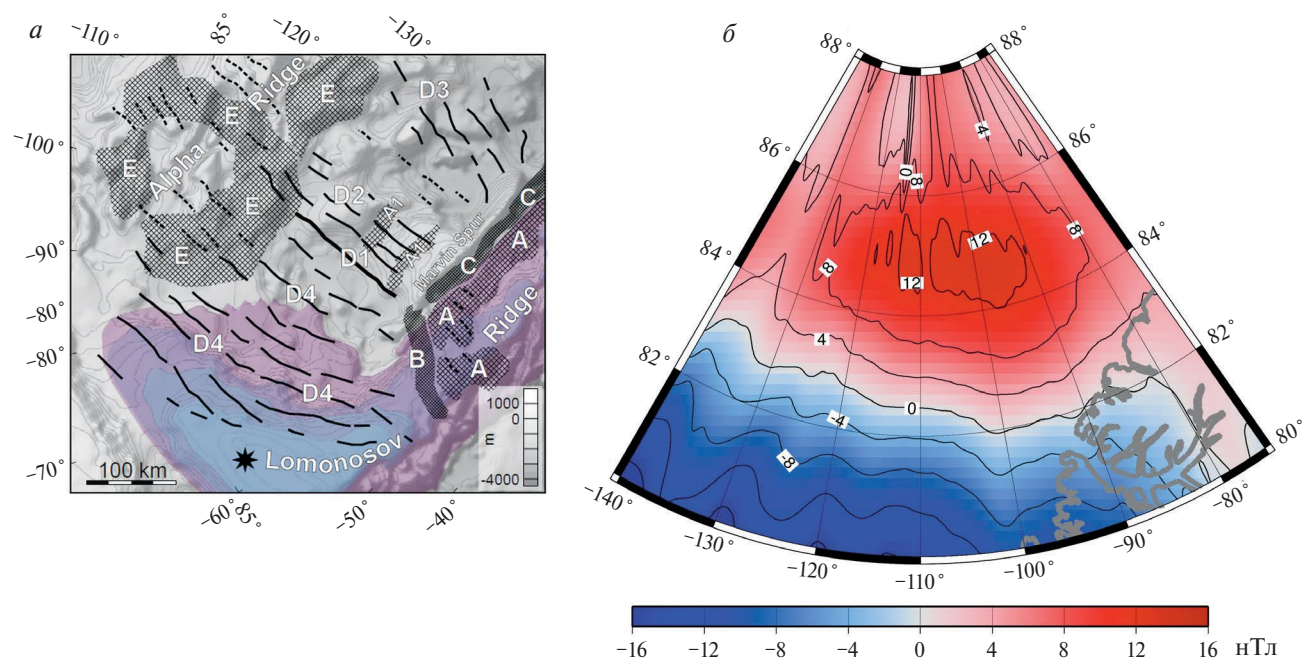 а
−110°
85°
−120°
−130°
−100°
−90°
−80°
−80°
−70°
−60°
85°
−50°
−40°
E
E
E
E
E
E
Alpha
Ridge
D3
D2
D1
D4
D4
D4
A1
A1
Marvin Spur
C
C
A
A
A
B
Ridge
Lomonosov
100 km
1000
0
m
−4000
б
88°
88°
86°
86°
84°
84°
82°
82°
80°
−140°
−130°
−120°
−110°
−100°
−90°
−80°
4
0
8
8
8
12
12
4
0
-4
-8
−16
−12
−8
−4
0
4
8
12
16
нТл